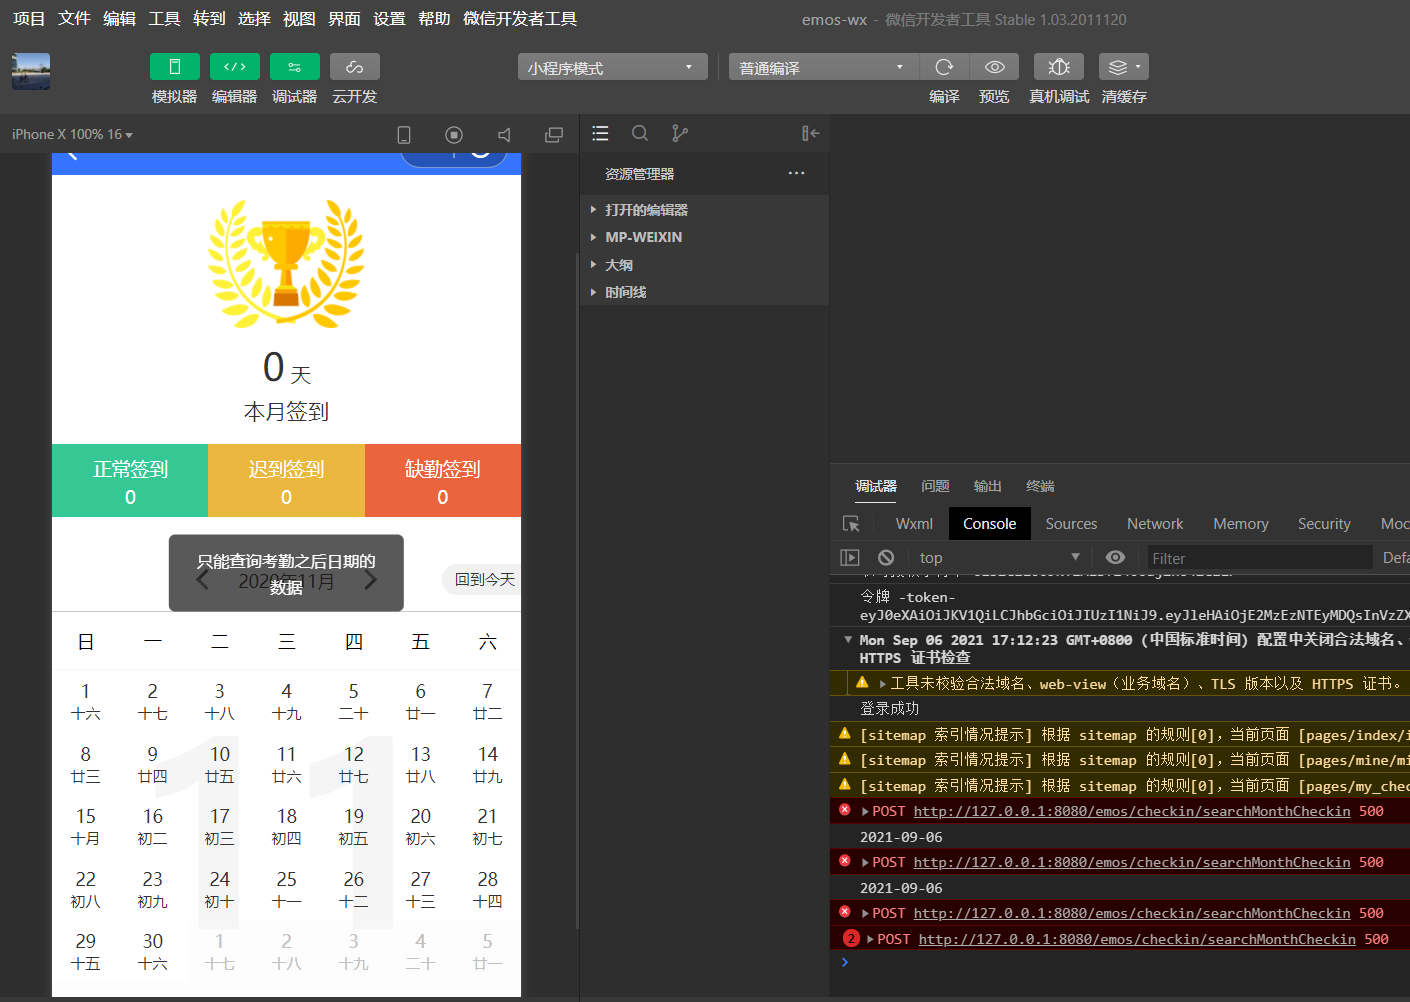 项目 文件 编辑 工具 转到 选择 视图 界面 设置 帮助 微信开发者工具
emos-wx - 微信开发者工具 Stable 1.03.2011120
小程序模式
普通编译
模拟器 编辑器 调试器 云开发
编译 预览 真机调试 清缓存
iPhone X 100% 16
资源管理器
打开的编辑器
MP-WEIXIN
大纲
时间线
0 天
本月签到
正常签到 迟到签到 缺勤签到
0 0 0
只能查询考勤之后日期的
数据
2020年11月
回到今天
日 一 二 三 四 五 六
1 2 3 4 5 6 7
十六 十七 十八 十九 二十 廿一 廿二
8 9 10 11 12 13 14
廿三 廿四 廿五 廿六 廿七 廿八 廿九
15 16 17 18 19 20 21
十月 初二 初三 初四 初五 初六 初七
22 23 24 25 26 27 28
初八 初九 初十 十一 十二 十三 十四
29 30 1 2 3 4 5
十五 十六 十七 十八 十九 二十 廿一
11
调试器 问题 输出 终端
Wxml Console Sources Network Memory Security Moc
top Filter Defa
令牌 -token-
eyJ0eXAiOiJKV1QiLCJhbGciOiJIUzI1NiJ9.eyJleHAiOjE2MzEzNTEyMDQsInVzZX
Mon Sep 06 2021 17:12:23 GMT+0800 (中国标准时间) 配置中关闭合法域名、
HTTPS 证书检查
工具未校验合法域名、web-view（业务域名）、TLS 版本以及 HTTPS 证书。
登录成功
[sitemap 索引情况提示] 根据 sitemap 的规则[0]，当前页面 [pages/index/i
[sitemap 索引情况提示] 根据 sitemap 的规则[0]，当前页面 [pages/mine/mi
[sitemap 索引情况提示] 根据 sitemap 的规则[0]，当前页面 [pages/my_chec
POST http://127.0.0.1:8080/emos/checkin/searchMonthCheckin 500
2021-09-06
POST http://127.0.0.1:8080/emos/checkin/searchMonthCheckin 500
2021-09-06
POST http://127.0.0.1:8080/emos/checkin/searchMonthCheckin 500
2 POST http://127.0.0.1:8080/emos/checkin/searchMonthCheckin 500